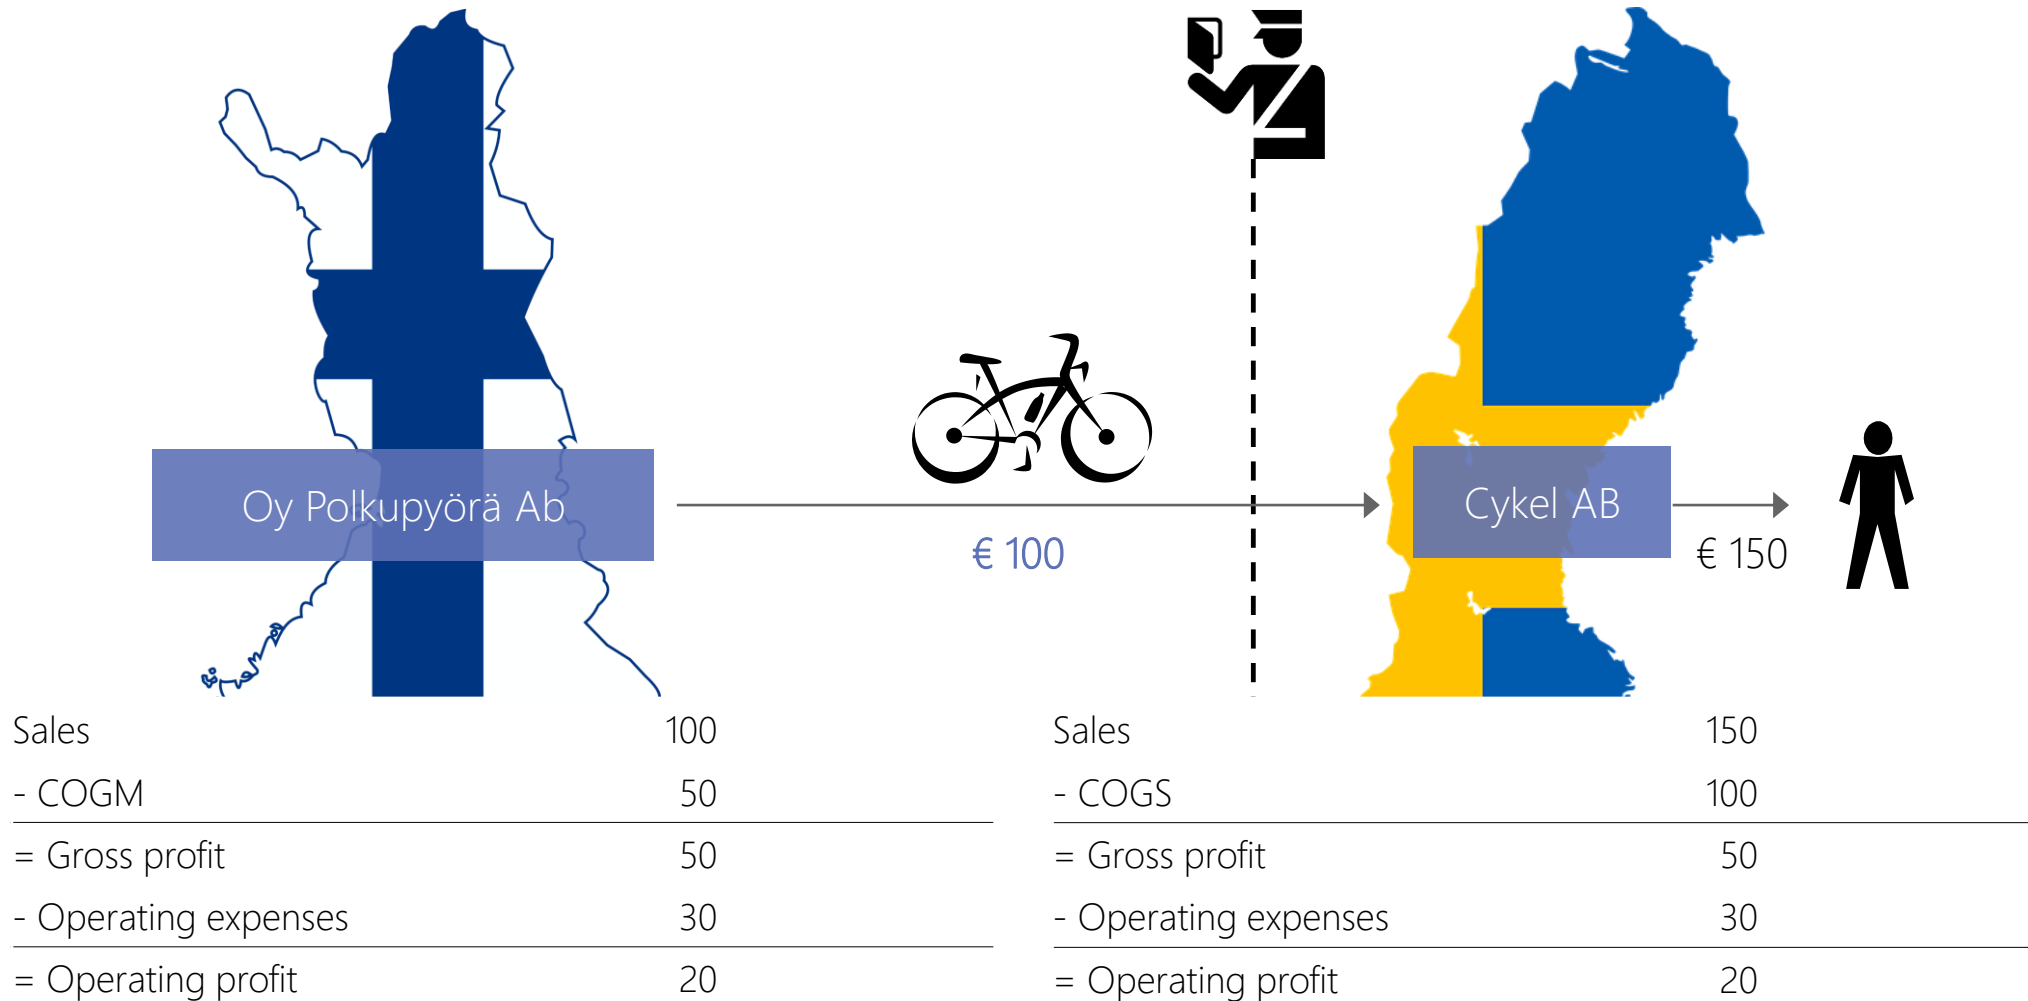 Oy Polkupyörä Ab
€ 100
Cykel AB
€ 150
Sales 100
- COGM 50
= Gross profit 50
- Operating expenses 30
= Operating profit 20
Sales 150
- COGS 100
= Gross profit 50
- Operating expenses 30
= Operating profit 20